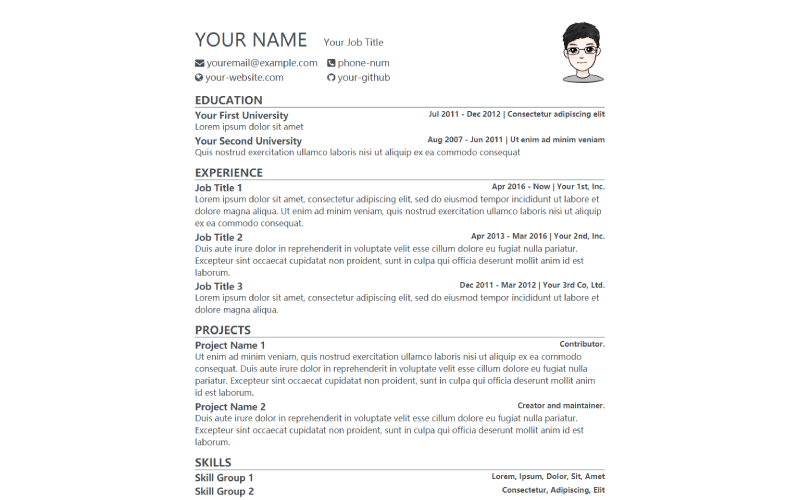 YOUR NAME Your Job Title
youremail@example.com phone-num
your-website.com your-github
EDUCATION
Your First University Jul 2011 - Dec 2012 | Consectetur adipiscing elit
Lorem ipsum dolor sit amet
Your Second University Aug 2007 - Jun 2011 | Ut enim ad minim veniam
Quis nostrud exercitation ullamco laboris nisi ut aliquip ex ea commodo consequat
EXPERIENCE
Job Title 1 Apr 2016 - Now | Your 1st, Inc.
Lorem ipsum dolor sit amet, consectetur adipiscing elit, sed do eiusmod tempor incididunt ut labore et
dolore magna aliqua. Ut enim ad minim veniam, quis nostrud exercitation ullamco laboris nisi ut aliquip
ex ea commodo consequat.
Job Title 2 Apr 2013 - Mar 2016 | Your 2nd, Inc.
Duis aute irure dolor in reprehenderit in voluptate velit esse cillum dolore eu fugiat nulla pariatur.
Excepteur sint occaecat cupidatat non proident, sunt in culpa qui officia deserunt mollit anim id est
laborum.
Job Title 3 Dec 2011 - Mar 2012 | Your 3rd Co, Ltd.
Lorem ipsum dolor sit amet, consectetur adipiscing elit, sed do eiusmod tempor incididunt ut labore et
dolore magna aliqua.
PROJECTS
Project Name 1 Contributor.
Ut enim ad minim veniam, quis nostrud exercitation ullamco laboris nisi ut aliquip ex ea commodo
consequat. Duis aute irure dolor in reprehenderit in voluptate velit esse cillum dolore eu fugiat nulla
pariatur. Excepteur sint occaecat cupidatat non proident, sunt in culpa qui officia deserunt mollit anim
id est laborum.
Project Name 2 Creator and maintainer.
Duis aute irure dolor in reprehenderit in voluptate velit esse cillum dolore eu fugiat nulla pariatur.
Excepteur sint occaecat cupidatat non proident, sunt in culpa qui officia deserunt mollit anim id est
laborum.
SKILLS
Skill Group 1 Lorem, Ipsum, Dolor, Sit, Amet
Skill Group 2 Consectetur, Adipiscing, Elit